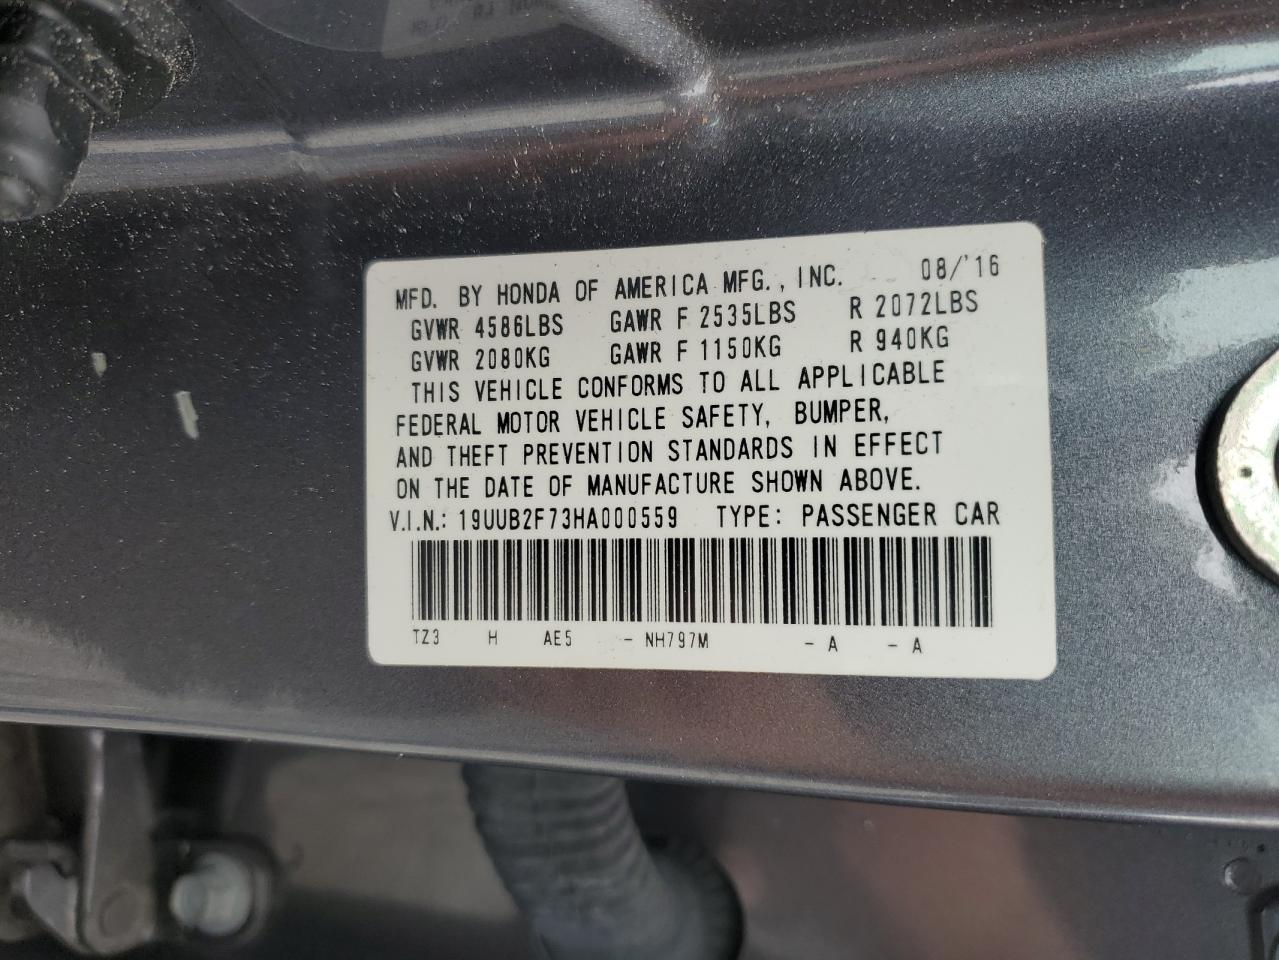 MFD. BY HONDA OF AMERICA MFG., INC. 08/'16
GVWR 4586LBS GAWR F 2535LBS R 2072LBS
GVWR 2080KG GAWR F 1150KG R 940KG
THIS VEHICLE CONFORMS TO ALL APPLICABLE
FEDERAL MOTOR VEHICLE SAFETY, BUMPER,
AND THEFT PREVENTION STANDARDS IN EFFECT
ON THE DATE OF MANUFACTURE SHOWN ABOVE.
V.I.N.: 19UUB2F73HA000559 TYPE: PASSENGER CAR
TZ3 H AE5 - NH797M - A - A